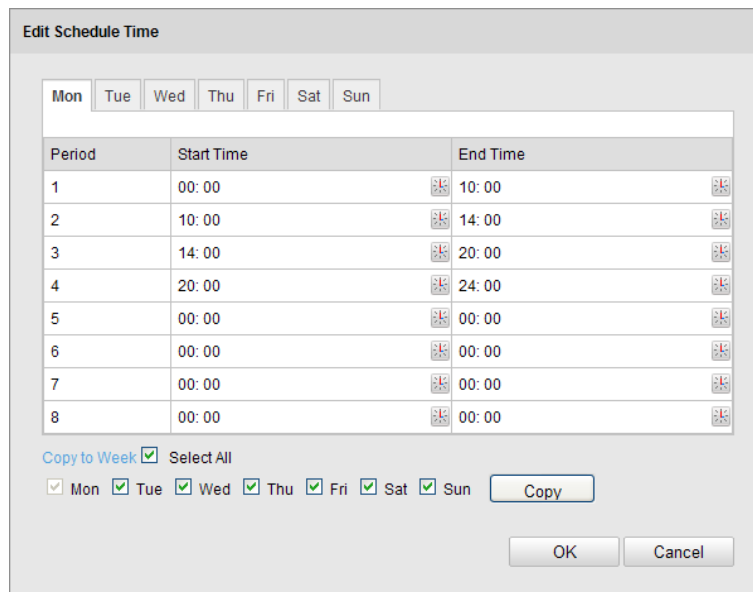 Edit Schedule Time
Mon Tue Wed Thu Fri Sat Sun
Period Start Time End Time
1 00: 00 10: 00
2 10: 00 14: 00
3 14: 00 20: 00
4 20: 00 24: 00
5 00: 00 00: 00
6 00: 00 00: 00
7 00: 00 00: 00
8 00: 00 00: 00
Copy to Week Select All
Mon Tue Wed Thu Fri Sat Sun Copy
OK Cancel